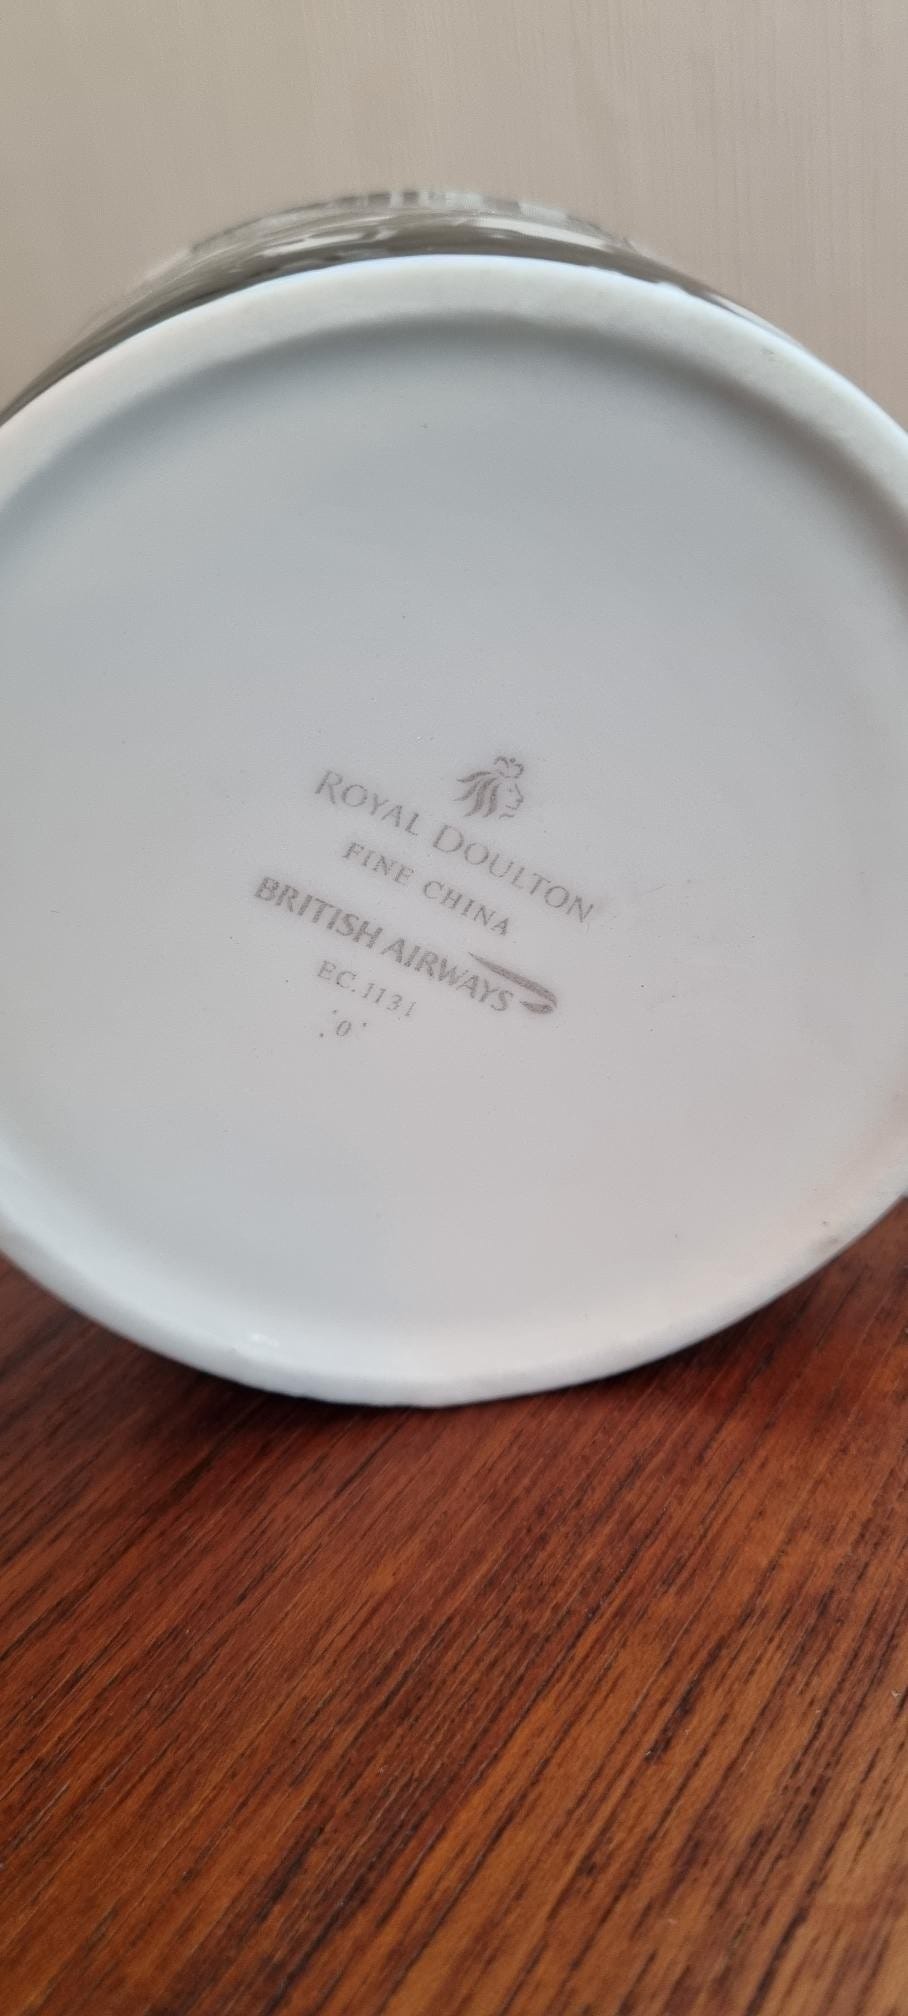 ROYAL DOULTON
FINE CHINA
BRITISH AIRWAYS
EC.1131
.:0: